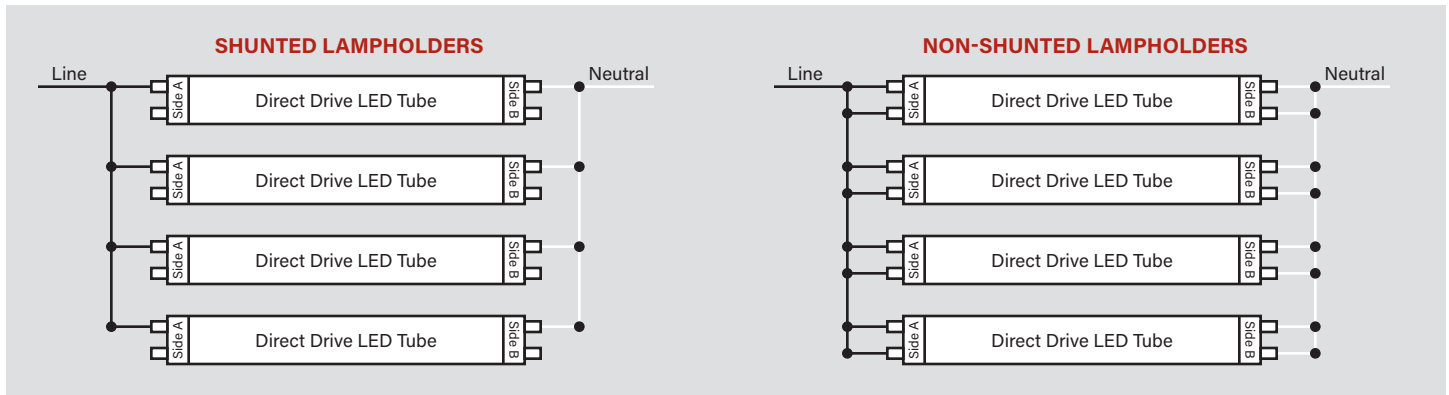 SHUNTED LAMPHOLDERS
Line
Neutral
Side A
Direct Drive LED Tube
Side B
Side A
Direct Drive LED Tube
Side B
Side A
Direct Drive LED Tube
Side B
Side A
Direct Drive LED Tube
Side B
NON-SHUNTED LAMPHOLDERS
Line
Neutral
Side A
Direct Drive LED Tube
Side B
Side A
Direct Drive LED Tube
Side B
Side A
Direct Drive LED Tube
Side B
Side A
Direct Drive LED Tube
Side B